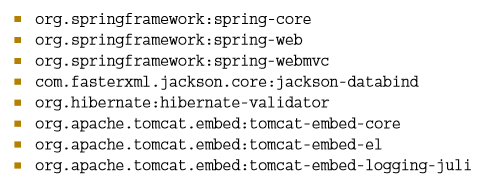 org.springframework:spring-core
org.springframework:spring-web
org.springframework:spring-webmvc
com.fasterxml.jackson.core:jackson-databind
org.hibernate:hibernate-validator
org.apache.tomcat.embed:tomcat-embed-core
org.apache.tomcat.embed:tomcat-embed-el
org.apache.tomcat.embed:tomcat-embed-logging-juli